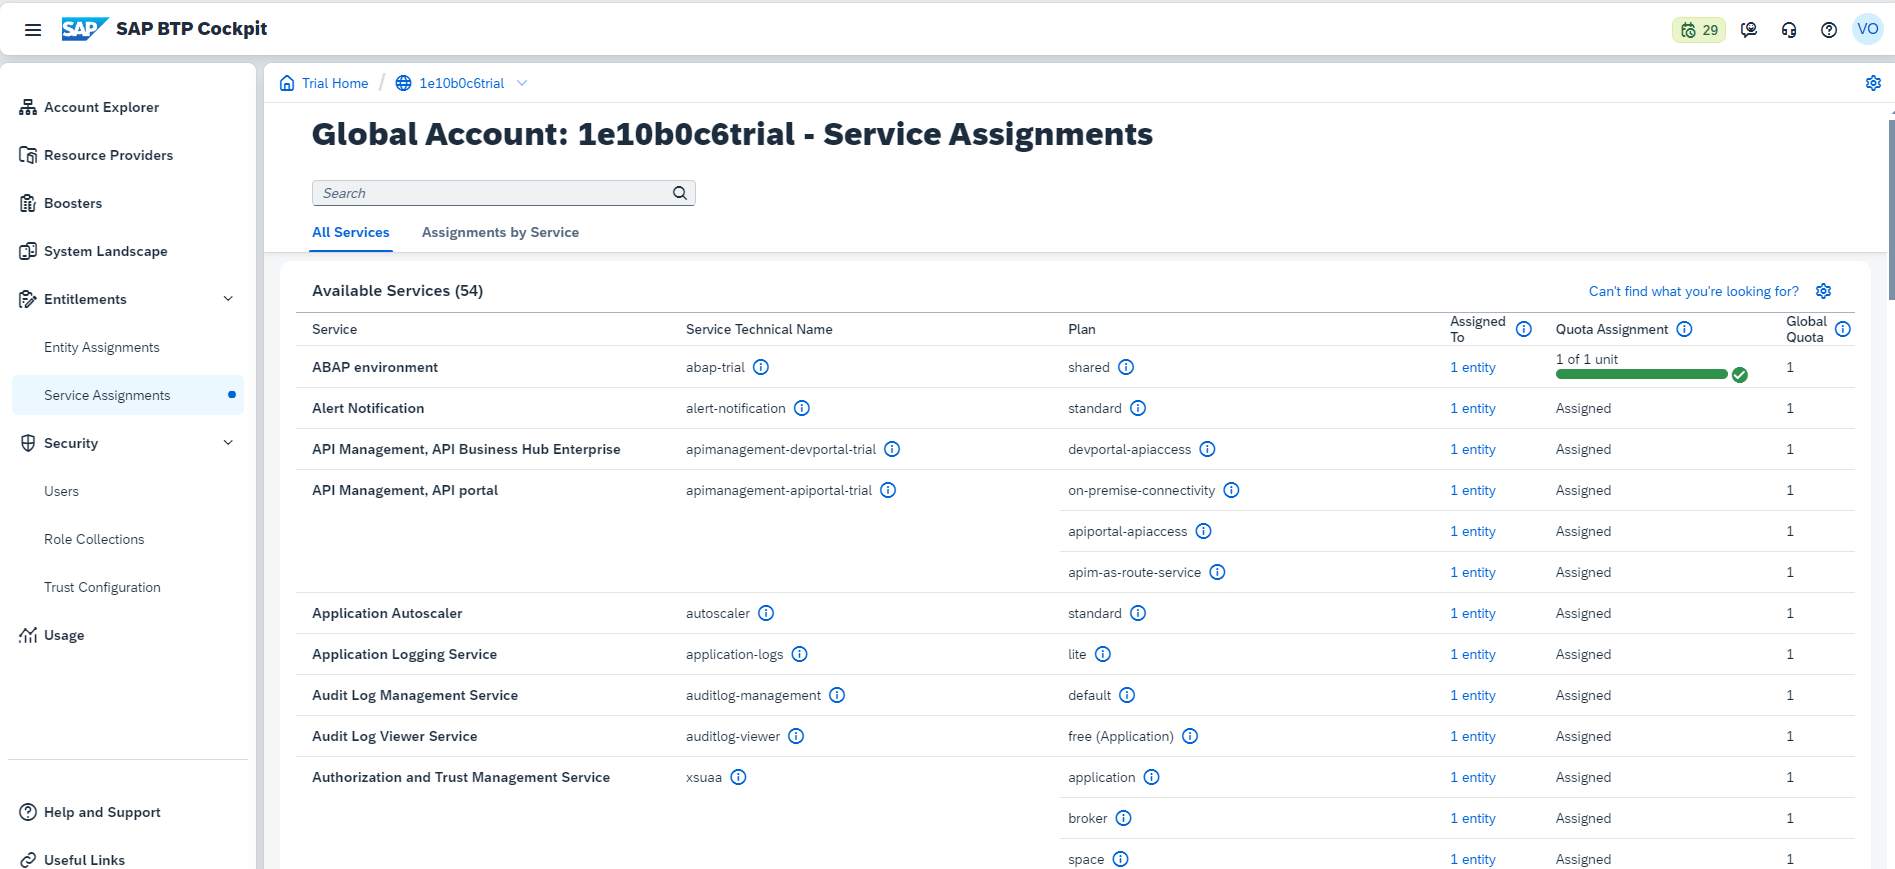 SAP SAP BTP Cockpit
29
VO
Account Explorer
Resource Providers
Boosters
System Landscape
Entitlements
Entity Assignments
Service Assignments
Security
Users
Role Collections
Trust Configuration
Usage
Help and Support
Useful Links
Trial Home / 1e10b0c6trial
Global Account: 1e10b0c6trial - Service Assignments
Search
All Services Assignments by Service
Available Services (54) Can't find what you're looking for?
Service Service Technical Name Plan Assigned To Quota Assignment Global Quota
ABAP environment abap-trial shared 1 entity 1 of 1 unit 1
Alert Notification alert-notification standard 1 entity Assigned 1
API Management, API Business Hub Enterprise apimanagement-devportal-trial devportal-apiaccess 1 entity Assigned 1
API Management, API portal apimanagement-apiportal-trial on-premise-connectivity 1 entity Assigned 1
apiportal-apiaccess 1 entity Assigned 1
apim-as-route-service 1 entity Assigned 1
Application Autoscaler autoscaler standard 1 entity Assigned 1
Application Logging Service application-logs lite 1 entity Assigned 1
Audit Log Management Service auditlog-management default 1 entity Assigned 1
Audit Log Viewer Service auditlog-viewer free (Application) 1 entity Assigned 1
Authorization and Trust Management Service xsuaa application 1 entity Assigned 1
broker 1 entity Assigned 1
space 1 entity Assigned 1